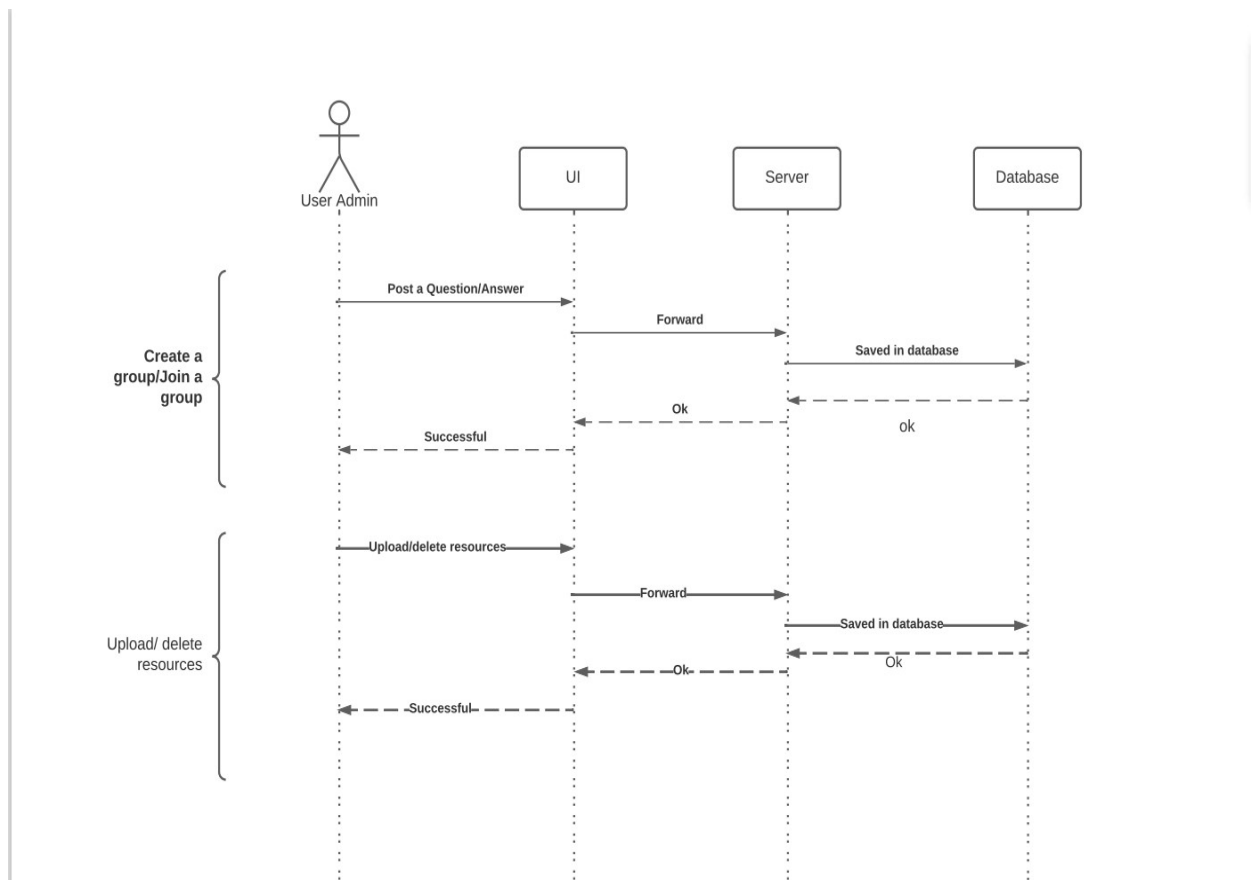 User Admin
UI
Server
Database
Post a Question/Answer
Forward
Saved in database
Create a
group/Join a
group
Ok
ok
Successful
Upload/delete resources
Forward
Saved in database
Upload/ delete
resources
Ok
Ok
Successful